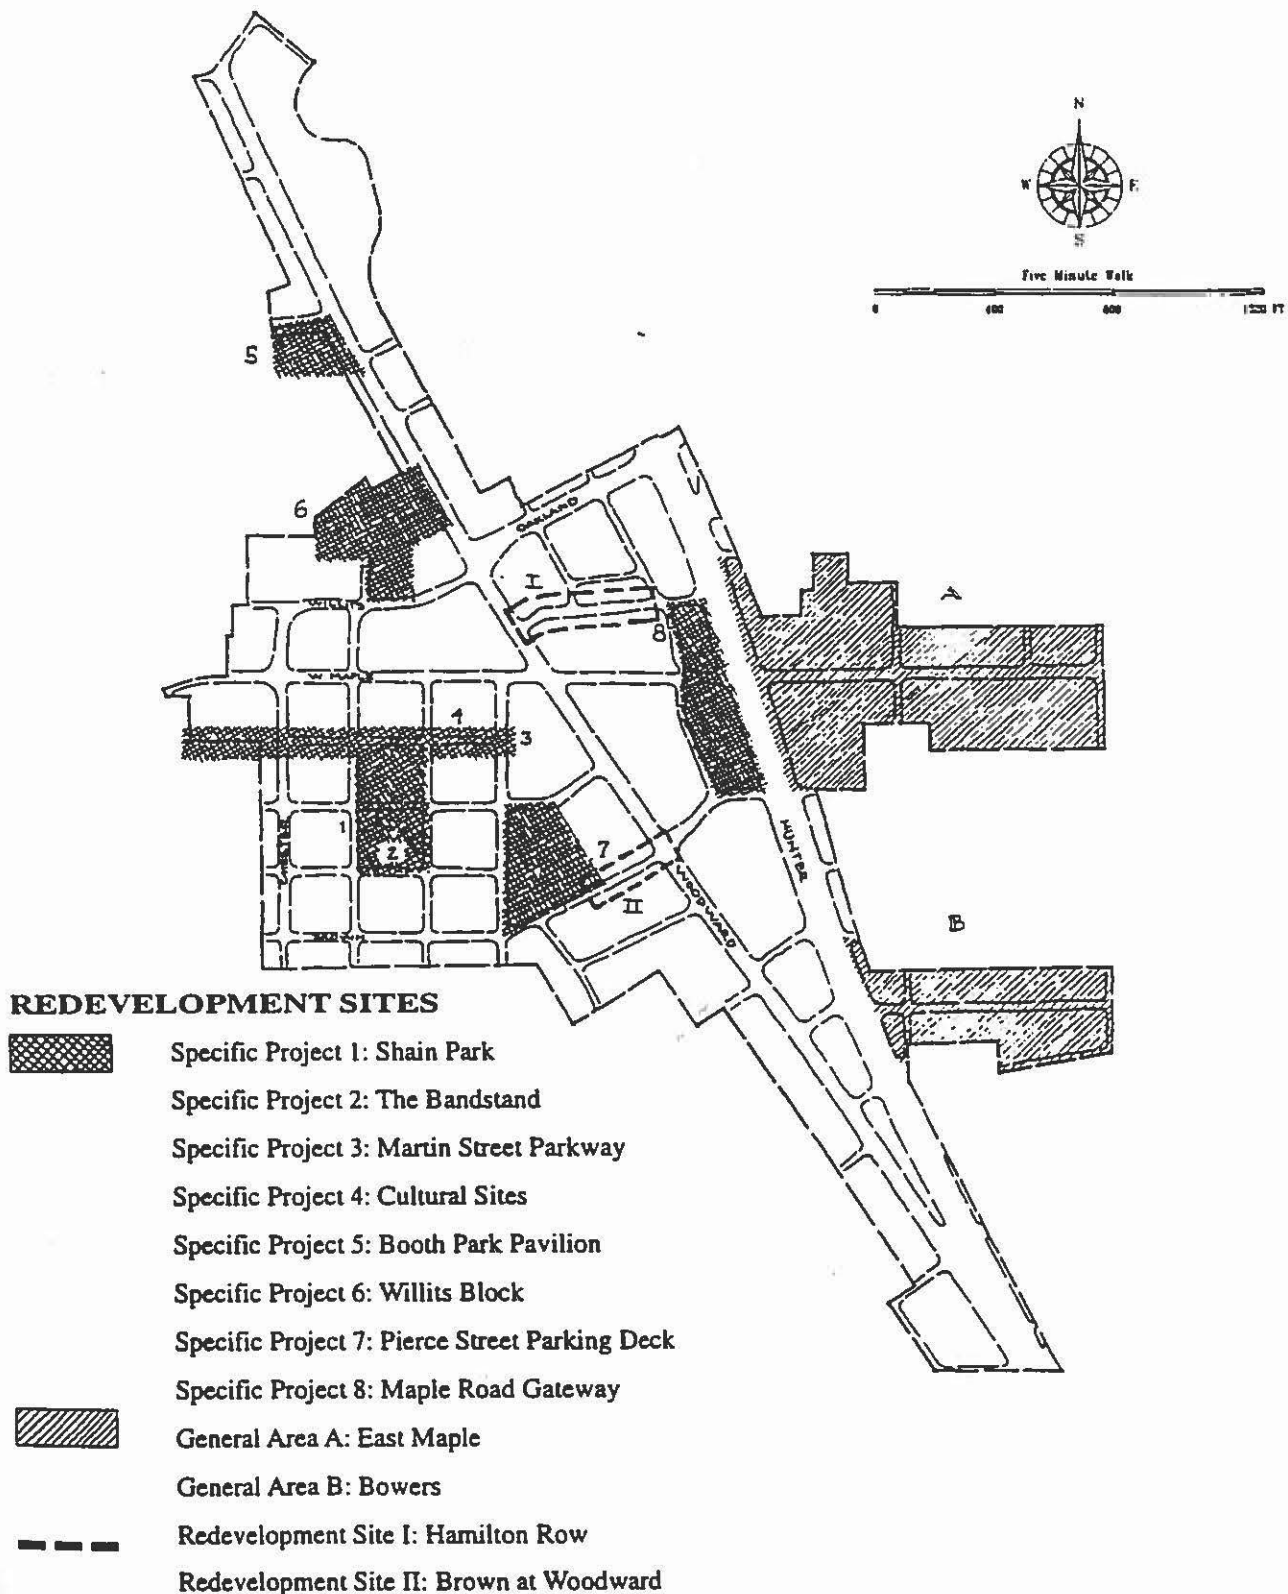 N
W E
S
Five Minute Walk
0 400 800 1320 FT
5
6
OAKLAND
I
A
8
WILLITS
W MAPLE
4
3
HUNTER
1
2
7
II
WOODWARD
B
REDEVELOPMENT SITES
Specific Project 1: Shain Park
Specific Project 2: The Bandstand
Specific Project 3: Martin Street Parkway
Specific Project 4: Cultural Sites
Specific Project 5: Booth Park Pavilion
Specific Project 6: Willits Block
Specific Project 7: Pierce Street Parking Deck
Specific Project 8: Maple Road Gateway
General Area A: East Maple
General Area B: Bowers
Redevelopment Site I: Hamilton Row
Redevelopment Site II: Brown at Woodward